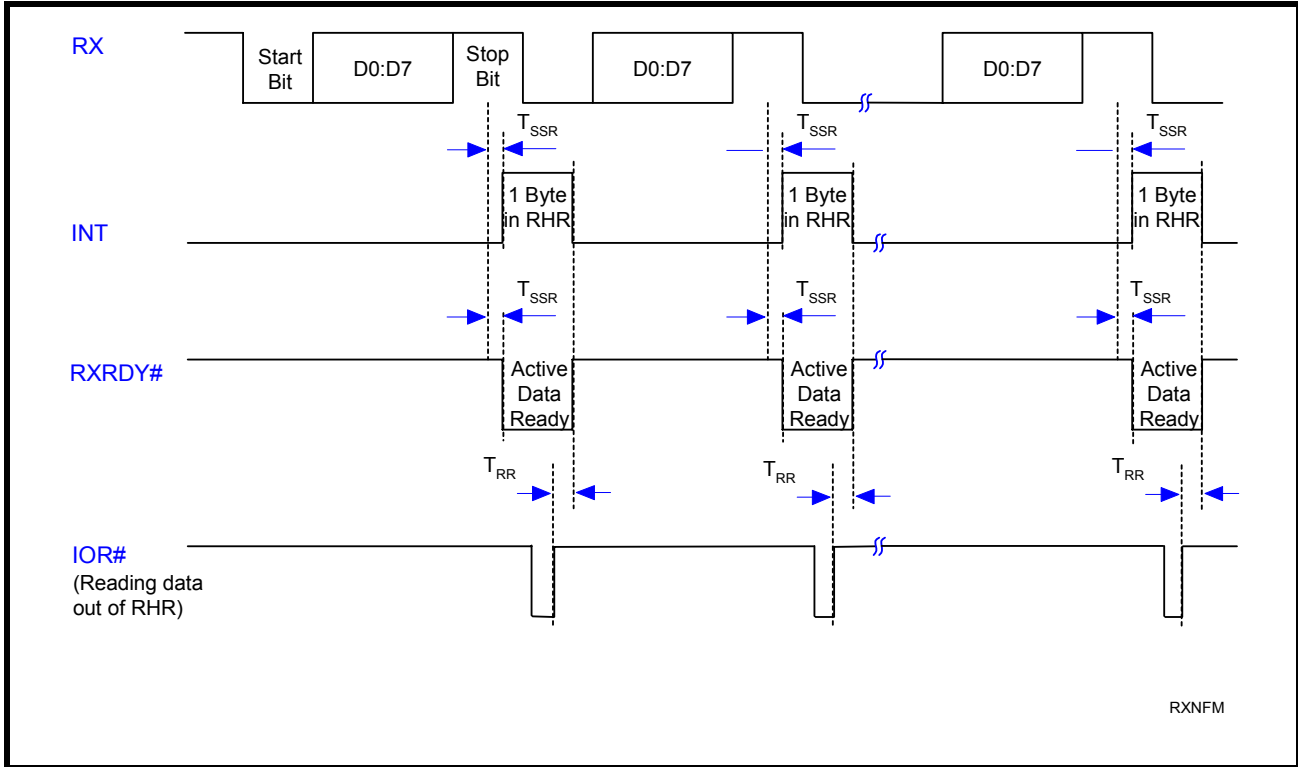 RX
Start
Bit
D0:D7
Stop
Bit
D0:D7
D0:D7
TSSR
TSSR
TSSR
INT
1 Byte
in RHR
1 Byte
in RHR
1 Byte
in RHR
TSSR
TSSR
TSSR
RXRDY#
Active
Data
Ready
Active
Data
Ready
Active
Data
Ready
TRR
TRR
TRR
IOR#
(Reading data
out of RHR)
RXNFM